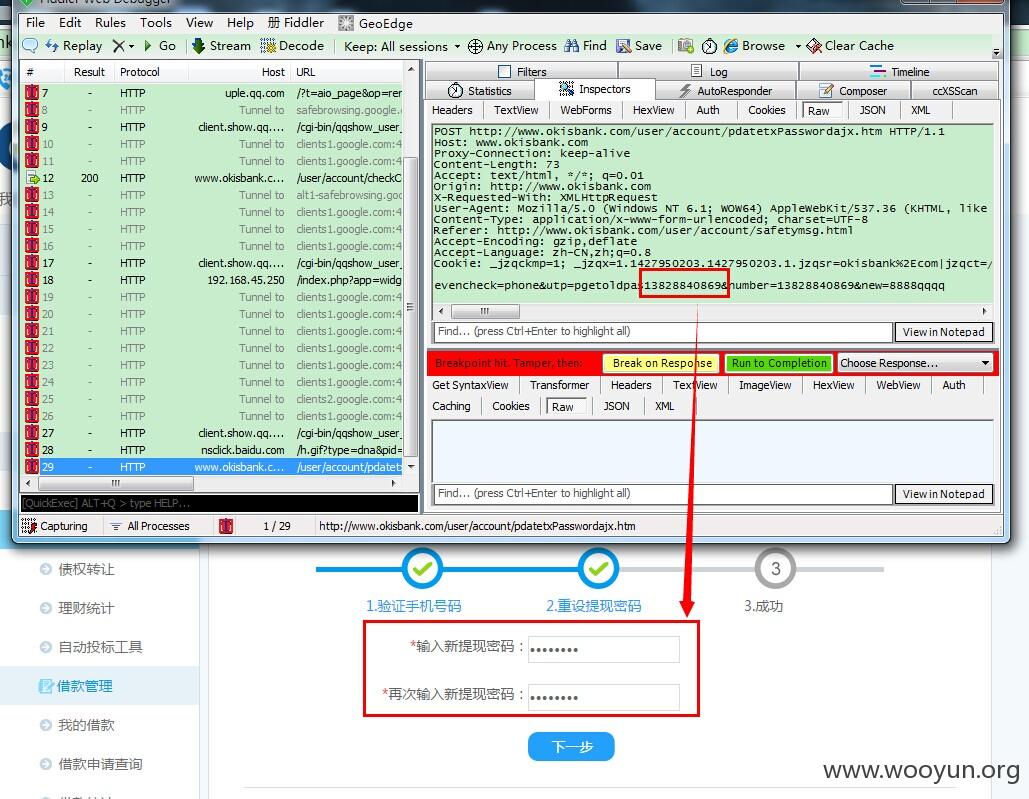 Fiddler Web Debugger
File Edit Rules Tools View Help 册 Fiddler GeoEdge
Replay Go Stream Decode Keep: All sessions Any Process Find Save Browse Clear Cache
# Result Protocol Host URL
7 - HTTP uple.qq.com /?t=aio_page&op=rer
8 - HTTP Tunnel to safebrowsing.google.
9 - HTTP client.show.qq.... /cgi-bin/qqshow_user_
10 - HTTP Tunnel to clients1.google.com:4
11 - HTTP Tunnel to clients1.google.com:4
12 200 HTTP www.okisbank.c... /user/account/checkC
13 - HTTP Tunnel to alt1-safebrowsing.goo
14 - HTTP Tunnel to clients1.google.com:4
15 - HTTP Tunnel to clients1.google.com:4
16 - HTTP Tunnel to clients1.google.com:4
17 - HTTP client.show.qq.... /cgi-bin/qqshow_user_
18 - HTTP 192.168.45.250 /index.php?app=widg
19 - HTTP Tunnel to clients1.google.com:4
20 - HTTP Tunnel to clients1.google.com:4
21 - HTTP Tunnel to clients1.google.com:4
22 - HTTP Tunnel to clients1.google.com:4
23 - HTTP Tunnel to clients1.google.com:4
24 - HTTP Tunnel to clients1.google.com:4
25 - HTTP Tunnel to clients2.google.com:4
26 - HTTP Tunnel to clients1.google.com:4
27 - HTTP client.show.qq.... /cgi-bin/qqshow_user_
28 - HTTP nsclick.baidu.com /h.gif?type=dna&pid=
29 - HTTP www.okisbank.c... /user/account/pdatetx
[QuickExec] ALT+Q > type HELP...
Filters Log Timeline
Statistics Inspectors AutoResponder Composer ccXSScan
Headers TextView WebForms HexView Auth Cookies Raw JSON XML
POST http://www.okisbank.com/user/account/pdatetxPasswordajx.htm HTTP/1.1
Host: www.okisbank.com
Proxy-Connection: keep-alive
Content-Length: 73
Accept: text/html, */*; q=0.01
Origin: http://www.okisbank.com
X-Requested-With: XMLHttpRequest
User-Agent: Mozilla/5.0 (Windows NT 6.1; WOW64) AppleWebKit/537.36 (KHTML, like
Content-Type: application/x-www-form-urlencoded; charset=UTF-8
Referer: http://www.okisbank.com/user/account/safetymsg.html
Accept-Encoding: gzip,deflate
Accept-Language: zh-CN,zh;q=0.8
Cookie: _jzqckmp=1; _jzqx=1.1427950203.1427950203.1.jzqsr=okisbank%2Ecom|jzqct=/
evencheck=phone&utp=pgetoldpas13828840869&number=13828840869&new=8888qqqq
Find... (press Ctrl+Enter to highlight all) View in Notepad
Breakpoint hit. Tamper, then: Break on Response Run to Completion Choose Response...
Get SyntaxView Transformer Headers TextView ImageView HexView WebView Auth
Caching Cookies Raw JSON XML
Find... (press Ctrl+Enter to highlight all) View in Notepad
Capturing All Processes 1 / 29 http://www.okisbank.com/user/account/pdatetxPasswordajx.htm
债权转让
理财统计
自动投标工具
借款管理
我的借款
借款申请查询
3
1.验证手机号码 2.重设提现密码 3.成功
*输入新提现密码：
*再次输入新提现密码：
下一步
www.wooyun.org